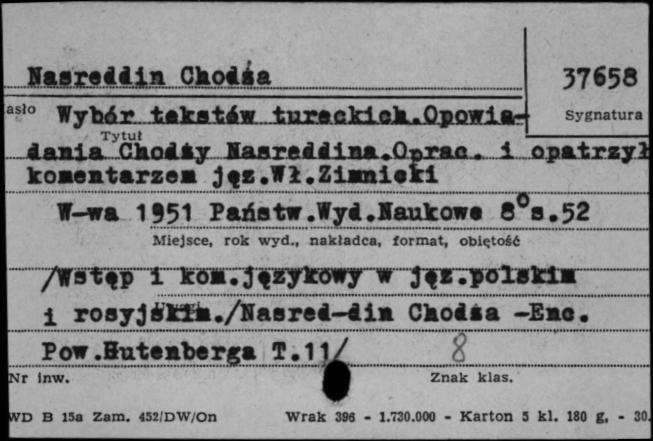 Nasreddin Chodża
37658
Sygnatura
asło Wybór tekstów tureckich.Opowia-
Tytuł
dania Chodży Nasreddina.Oprac. i opatrzył
komentarzem jęz.Wł.Zimnicki
W-wa 1951 Państw.Wyd.Naukowe 8° s.52
Miejsce, rok wyd., nakładca, format, objętość
/Wstęp i kom.językowy w jęz.polskim
i rosyjskim./Nasred-din Chodża -Enc.
Pow.Hutenberga T.11/ 8
Nr inw.
Znak klas.
WD B 15a Zam. 452/DW/On
Wrak 396 - 1.730.000 - Karton 5 kl. 180 g, - 30.